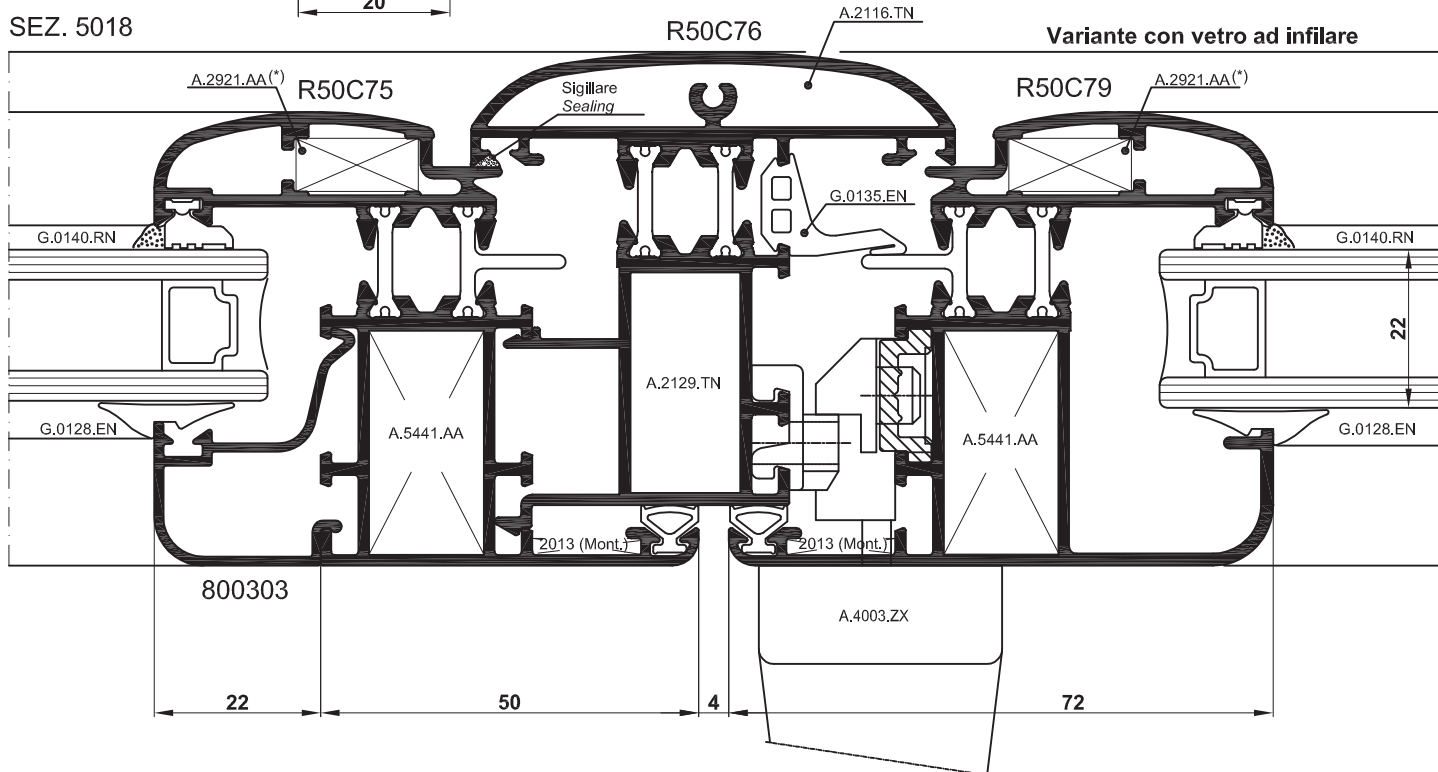 20
SEZ. 5018
R50C76
A.2116.TN
Variante con vetro ad infilare
A.2921.AA(*)
R50C75
Sigillare
Sealing
R50C79
A.2921.AA(*)
G.0135.EN
G.0140.RN
G.0140.RN
22
A.2129.TN
A.5441.AA
A.5441.AA
G.0128.EN
G.0128.EN
2013 (Mont.)
2013 (Mont.)
800303
A.4003.ZX
22
50
4
72